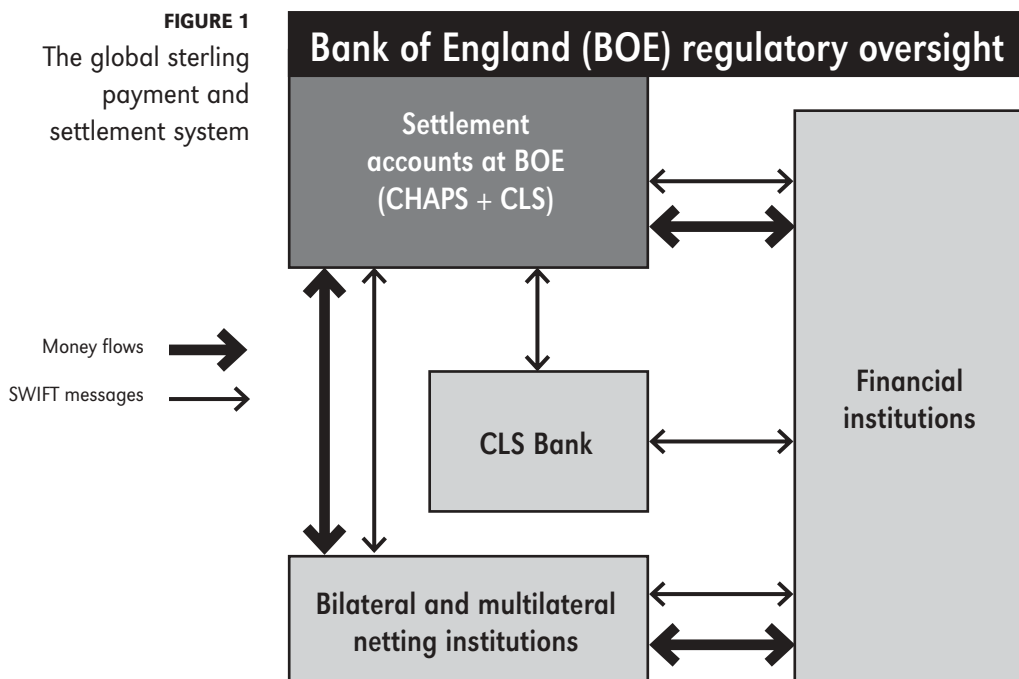 FIGURE 1
The global sterling
payment and
settlement system
Bank of England (BOE) regulatory oversight
Settlement
accounts at BOE
(CHAPS + CLS)
Money flows
SWIFT messages
CLS Bank
Financial
institutions
Bilateral and multilateral
netting institutions